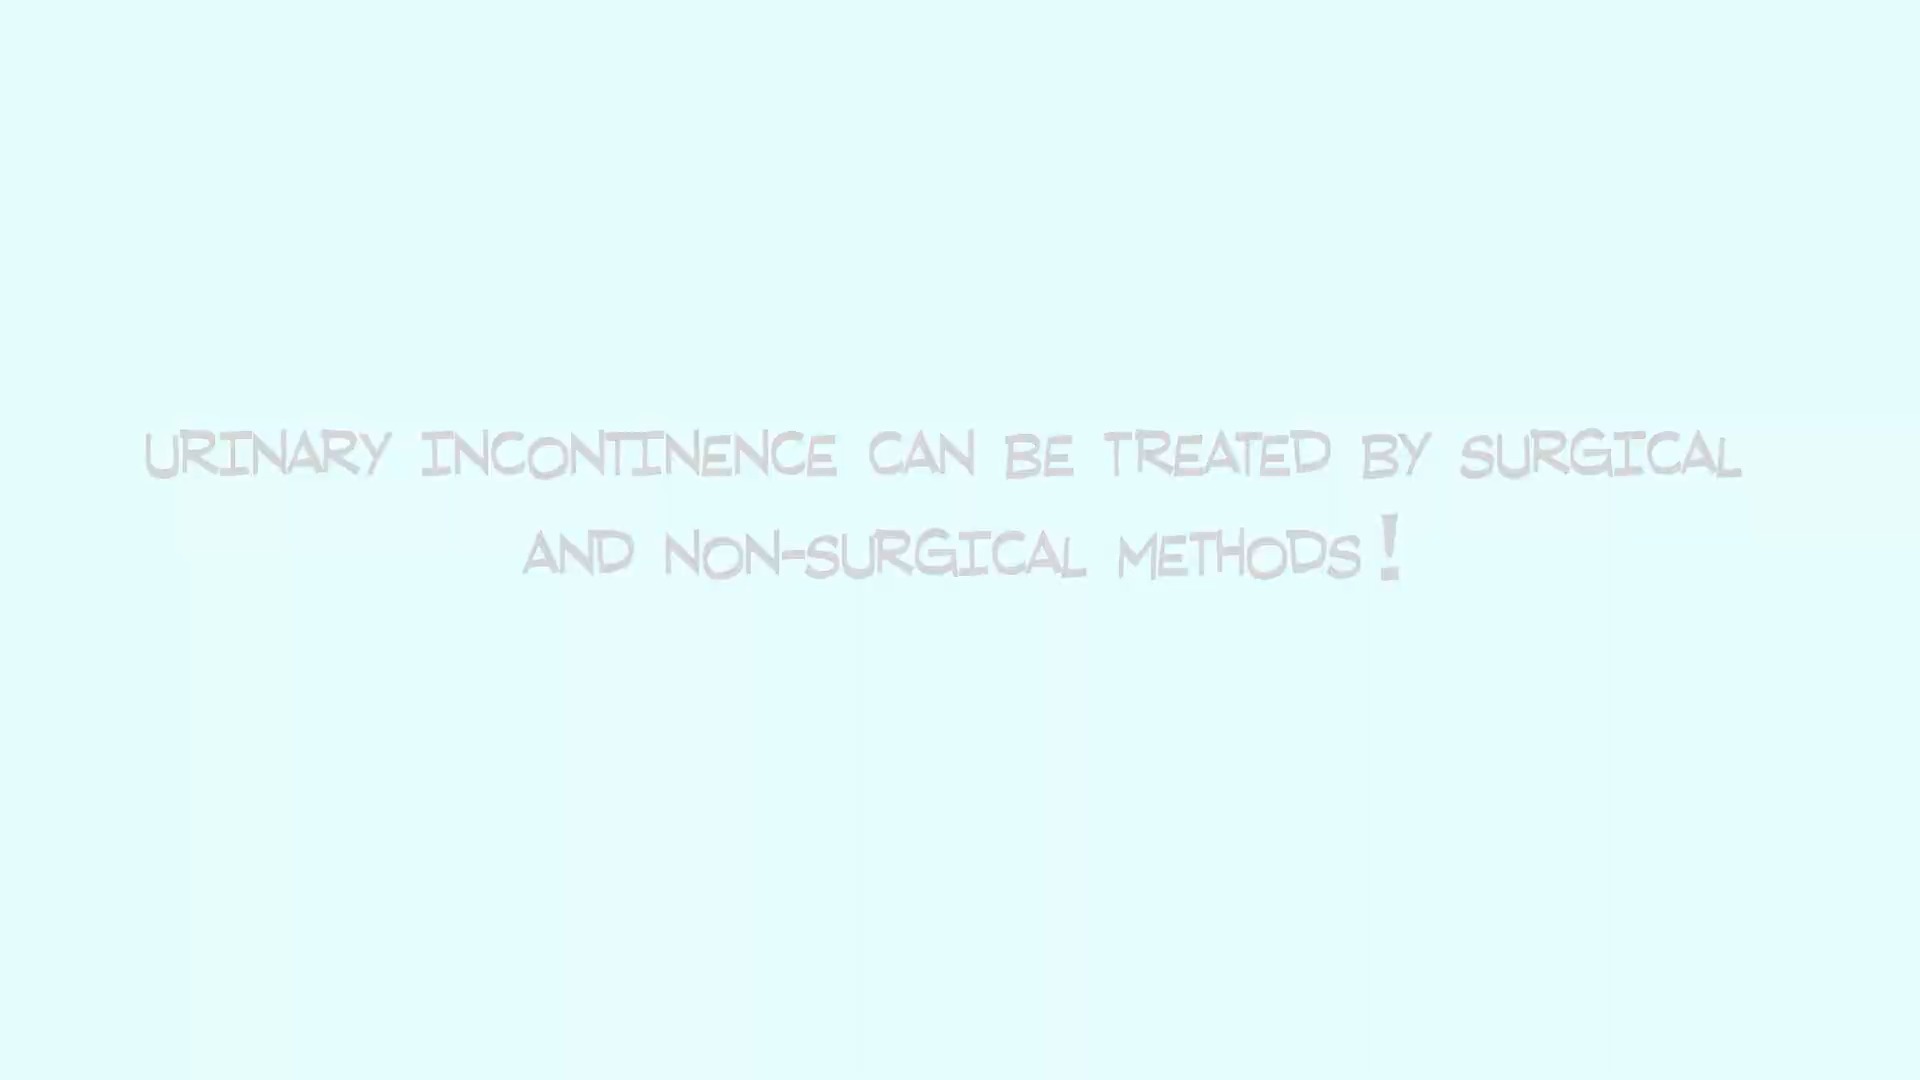 URINARY INCONTINENCE CAN BE TREATED BY SURGICAL
AND NON-SURGICAL METHODS!